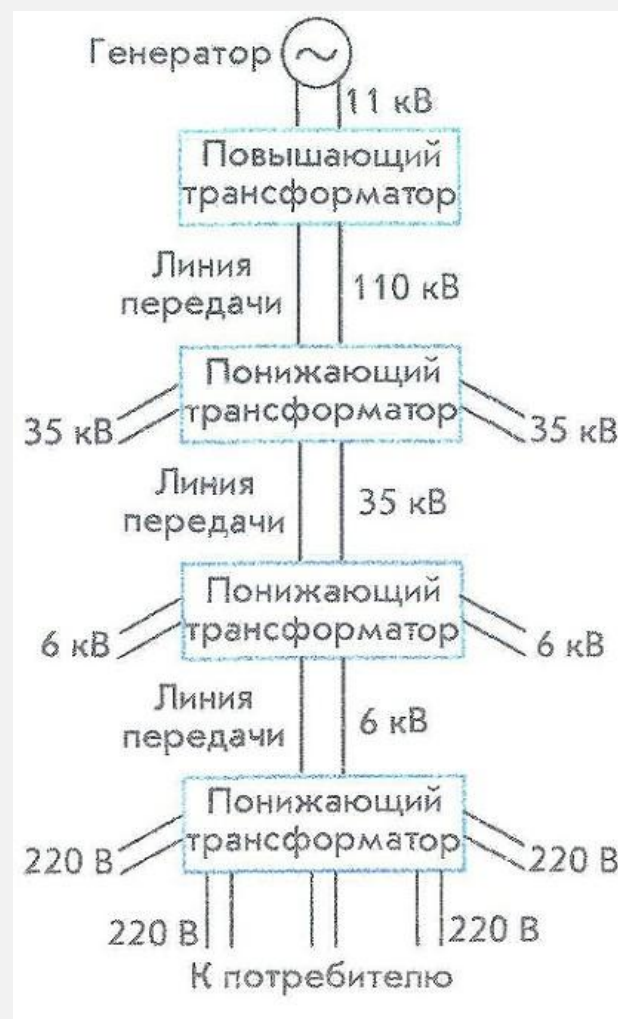 Генератор
11 кВ
Повышающий
трансформатор
Линия
передачи
110 кВ
Понижающий
трансформатор
35 кВ
35 кВ
Линия
передачи
35 кВ
Понижающий
трансформатор
6 кВ
6 кВ
Линия
передачи
6 кВ
Понижающий
трансформатор
220 В
220 В
220 В
220 В
К потребителю